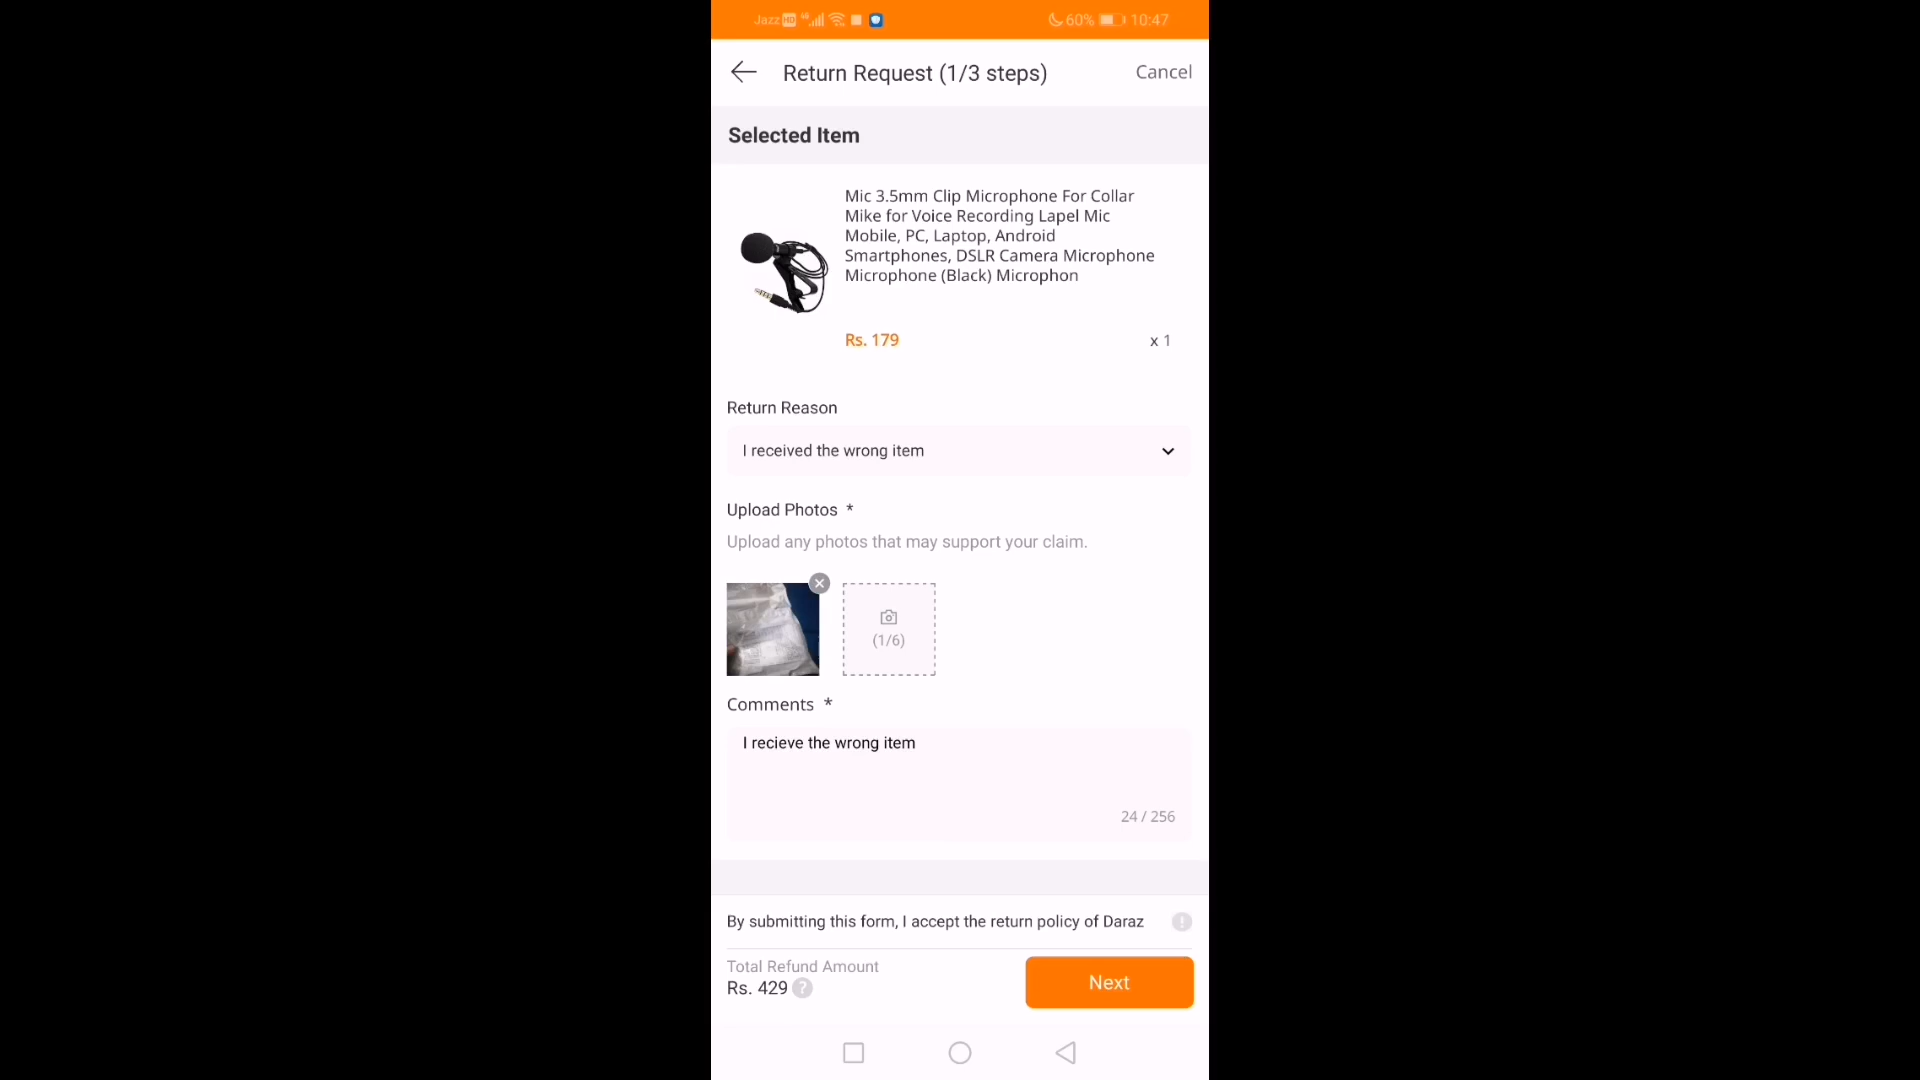 Jazz HD 4G 60% 10:47
Return Request (1/3 steps) Cancel
Selected Item
Mic 3.5mm Clip Microphone For Collar
Mike for Voice Recording Lapel Mic
Mobile, PC, Laptop, Android
Smartphones, DSLR Camera Microphone
Microphone (Black) Microphon
Rs. 179 x 1
Return Reason
I received the wrong item
Upload Photos *
Upload any photos that may support your claim.
(1/6)
Comments *
I recieve the wrong item
24 / 256
By submitting this form, I accept the return policy of Daraz
Total Refund Amount
Rs. 429 ?
Next